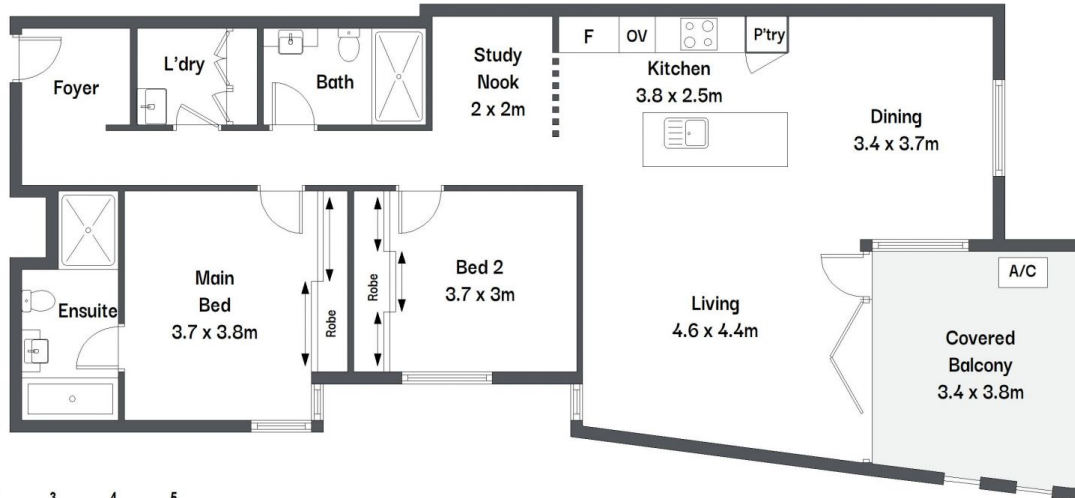 Foyer
L'dry
Bath
Study
Nook
2 x 2m
F
OV
P'try
Kitchen
3.8 x 2.5m
Dining
3.4 x 3.7m
Ensuite
Main
Bed
3.7 x 3.8m
Robe
Robe
Bed 2
3.7 x 3m
Living
4.6 x 4.4m
A/C
Covered
Balcony
3.4 x 3.8m
3 4 5